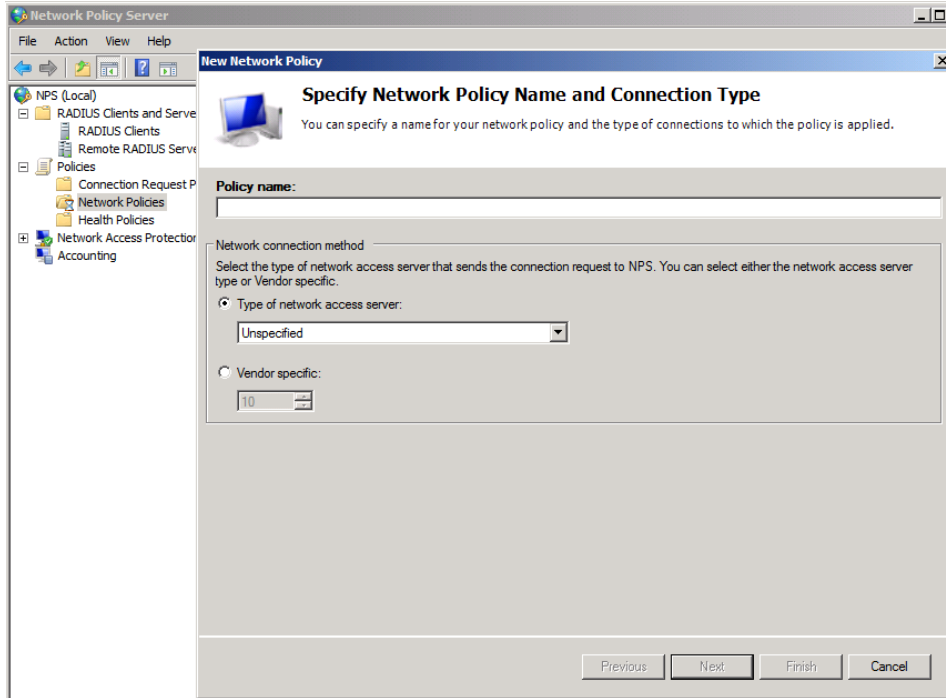 Network Policy Server
File Action View Help
NPS (Local)
RADIUS Clients and Serve
RADIUS Clients
Remote RADIUS Serve
Policies
Connection Request P
Network Policies
Health Policies
Network Access Protection
Accounting
New Network Policy
Specify Network Policy Name and Connection Type
You can specify a name for your network policy and the type of connections to which the policy is applied.
Policy name:
Network connection method
Select the type of network access server that sends the connection request to NPS. You can select either the network access server
type or Vendor specific.
Type of network access server:
Unspecified
Vendor specific:
10
Previous Next Finish Cancel